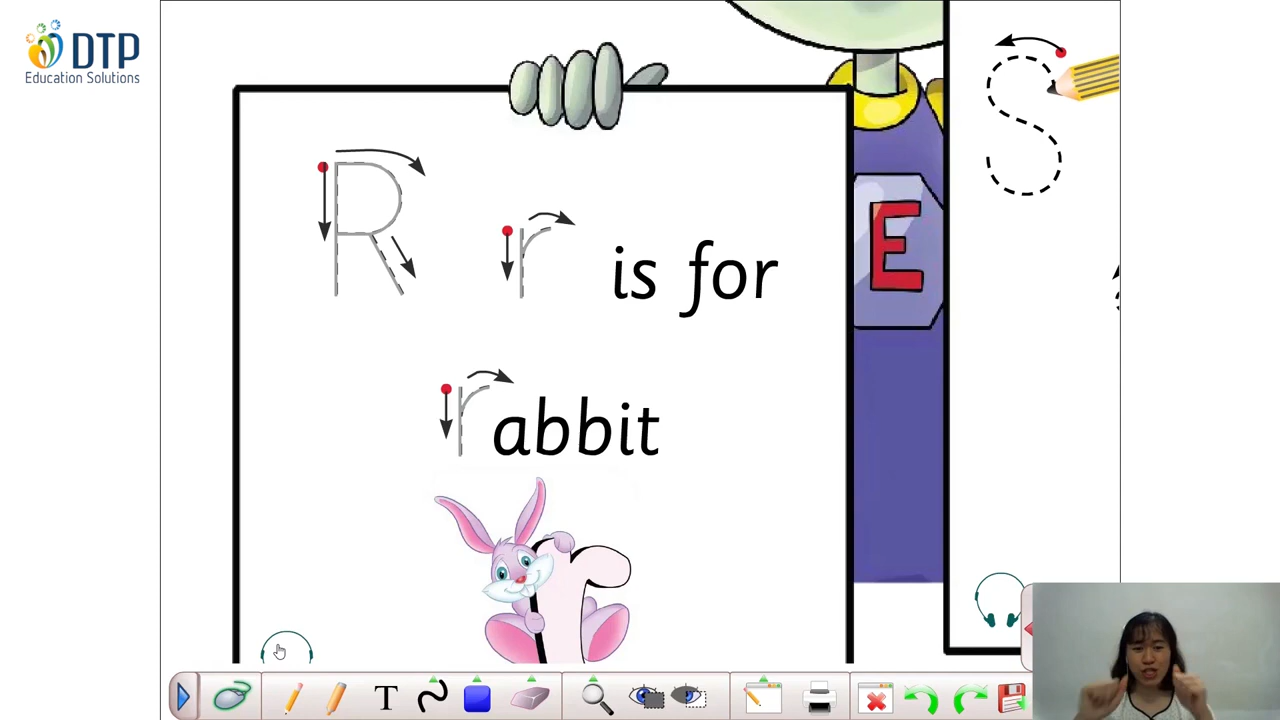 DTP
Education Solutions
R r is for
rabbit
r
E
S
T